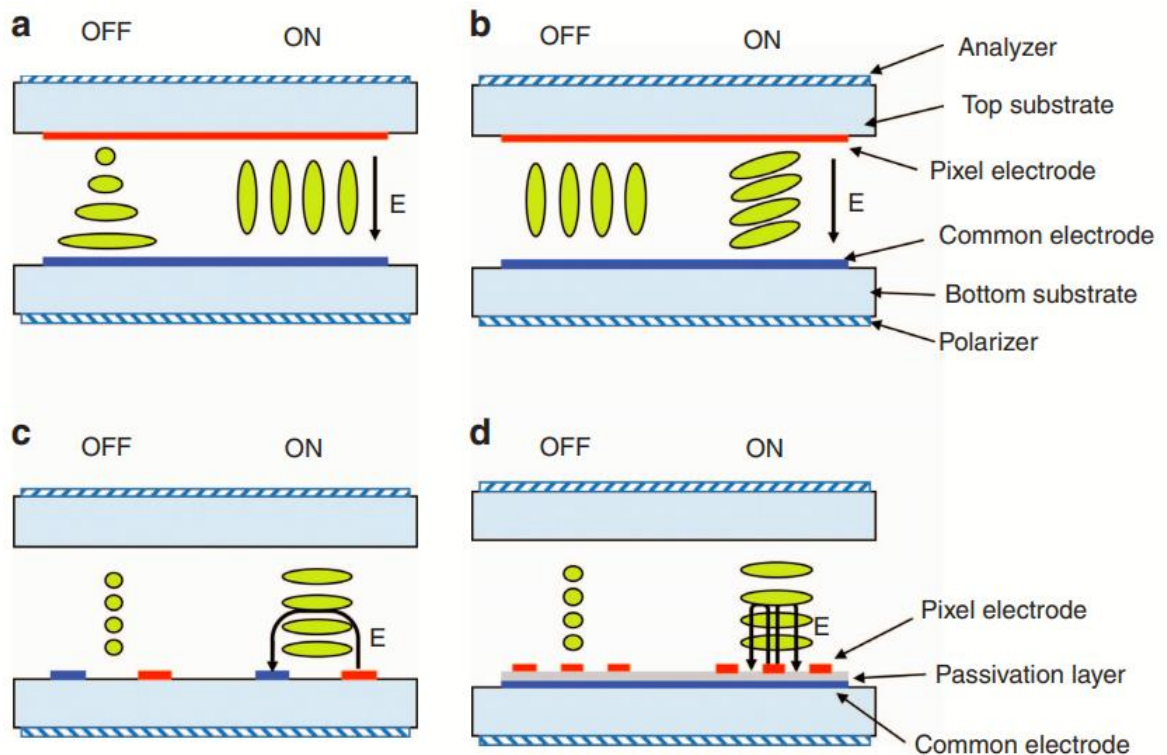 a
OFF
ON
E
b
OFF
ON
E
Analyzer
Top substrate
Pixel electrode
Common electrode
Bottom substrate
Polarizer
c
OFF
ON
E
d
OFF
ON
E
Pixel electrode
Passivation layer
Common electrode